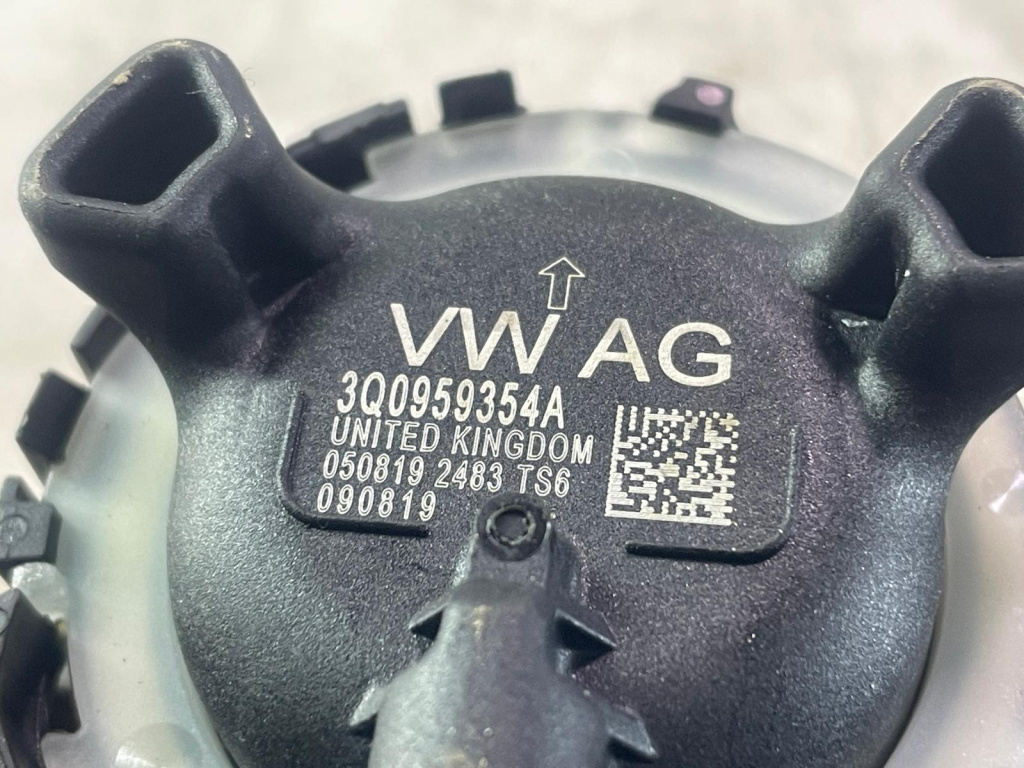 VW AG
3Q0959354A
UNITED KINGDOM
050819 2483 TS6
090819